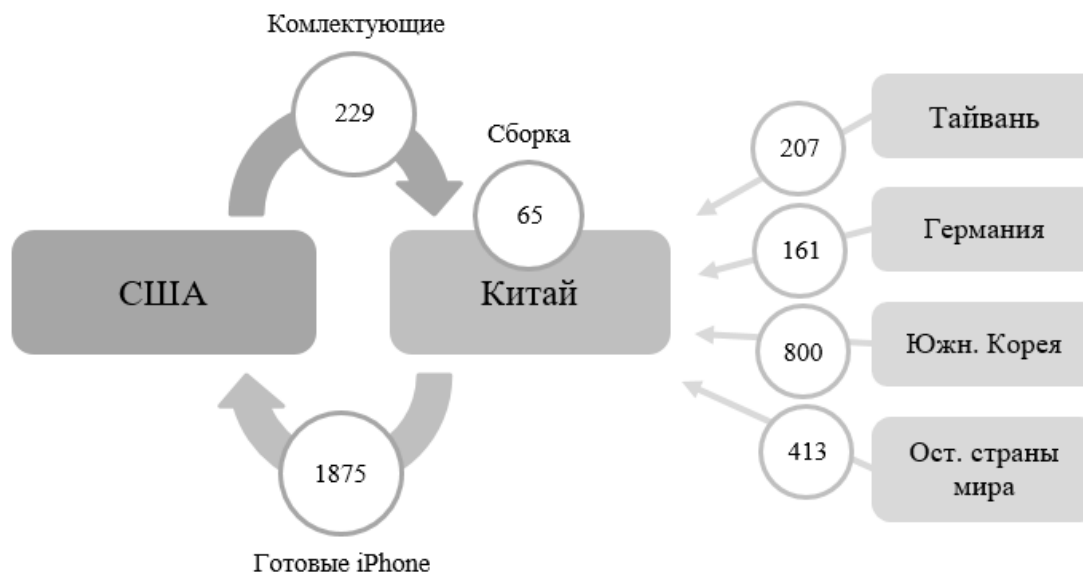 Комлектующие
229
Сборка
65
США
Китай
1875
Готовые iPhone
207
Тайвань
161
Германия
800
Южн. Корея
413
Ост. страны
мира